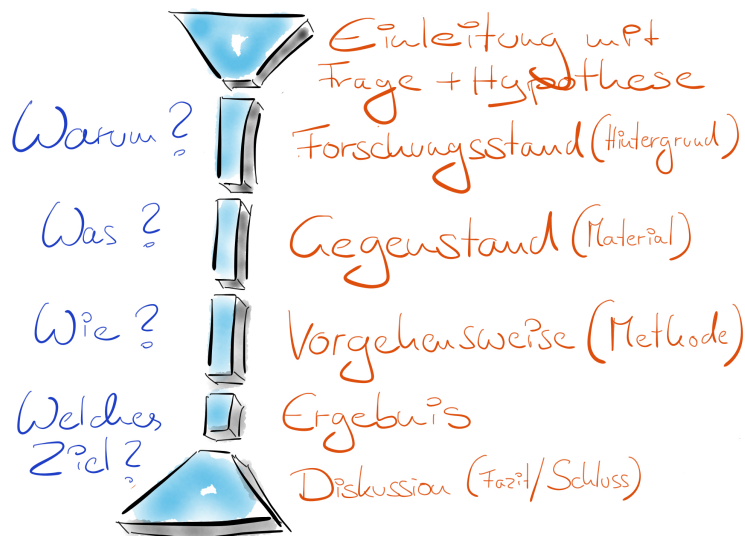 Einleitung mit
Frage + Hypothese
Warum?
Forschungsstand (Hintergrund)
Was?
Gegenstand (Material)
Wie?
Vorgehensweise (Methode)
Welches
Ziel?
Ergebnis
Diskussion (Fazit/Schluss)